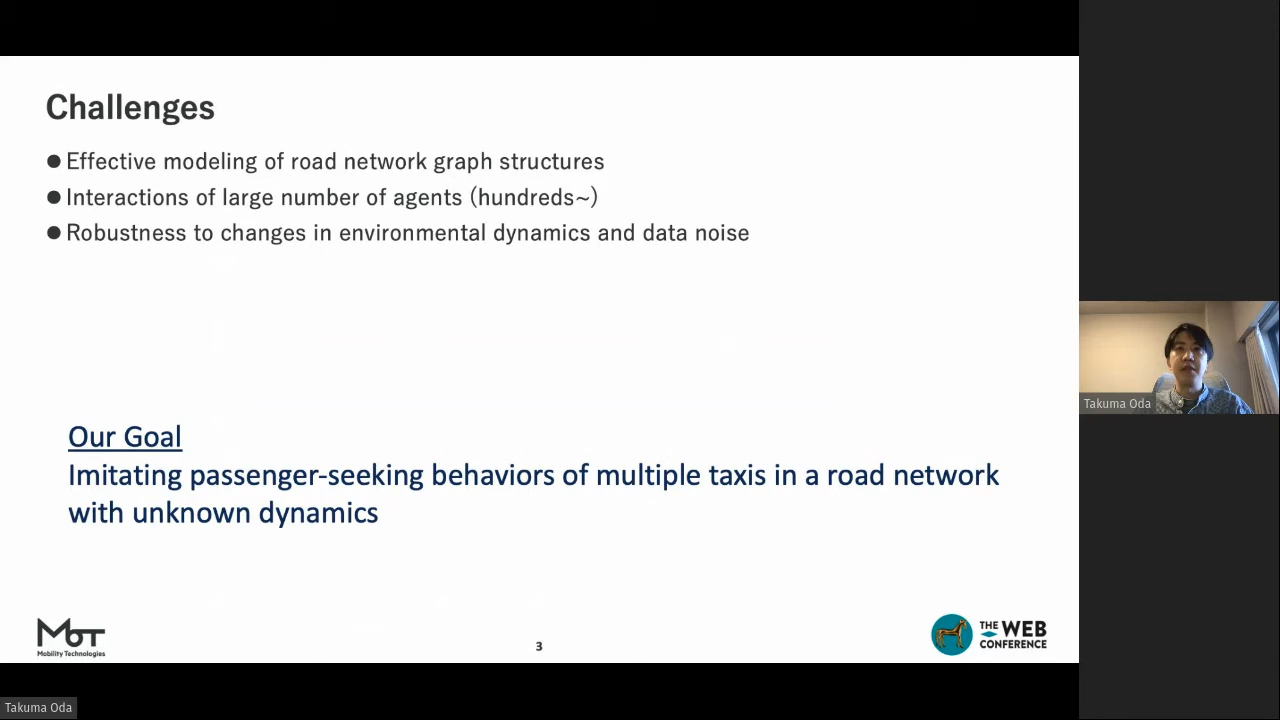 Challenges
● Effective modeling of road network graph structures
● Interactions of large number of agents (hundreds~)
● Robustness to changes in environmental dynamics and data noise
Our Goal
Imitating passenger-seeking behaviors of multiple taxis in a road network
with unknown dynamics
MoT
Mobility Technologies
3
THE WEB
CONFERENCE
Takuma Oda
Takuma Oda